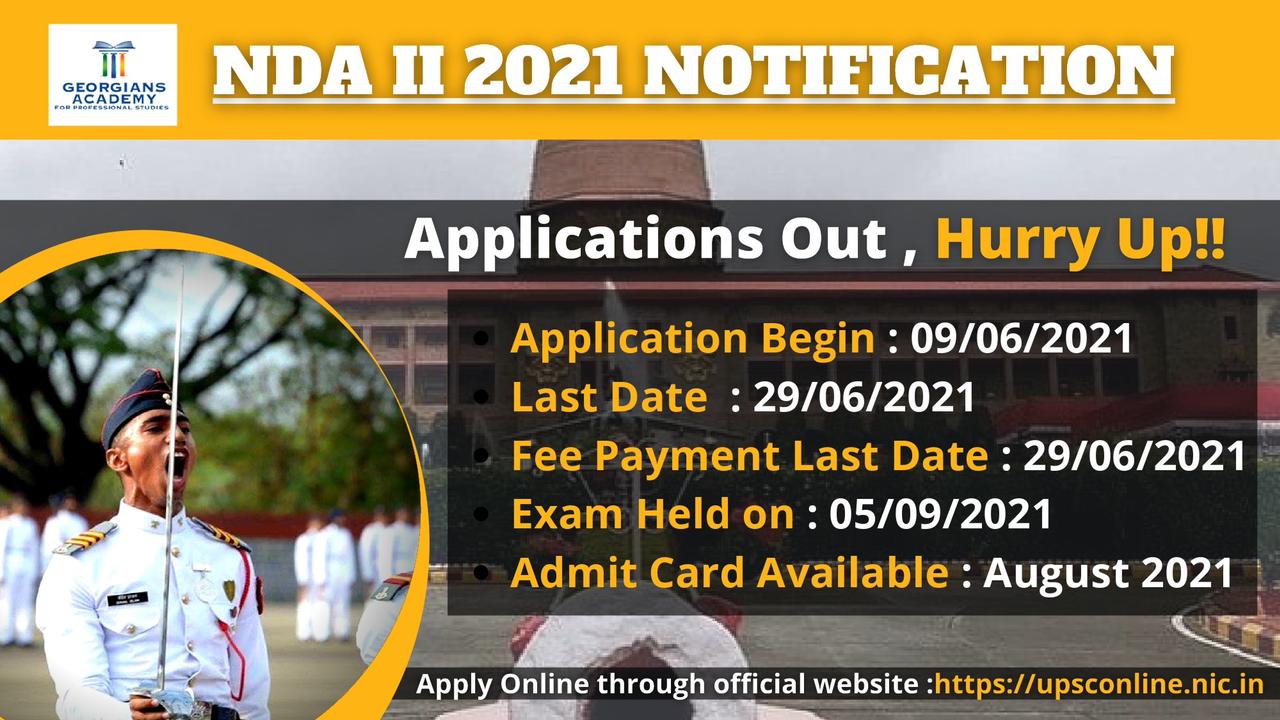 GEORGIANS
ACADEMY
FOR PROFESSIONAL STUDIES
NDA II 2021 NOTIFICATION
Applications Out , Hurry Up!!
Application Begin : 09/06/2021
Last Date : 29/06/2021
Fee Payment Last Date : 29/06/2021
Exam Held on : 05/09/2021
Admit Card Available : August 2021
Apply Online through official website :https://upsconline.nic.in